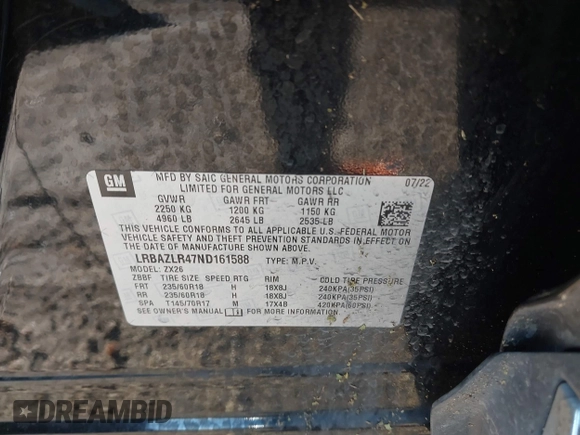 GM
MFD BY SAIC GENERAL MOTORS CORPORATION 07/22
LIMITED FOR GENERAL MOTORS LLC
GVWR GAWR FRT GAWR RR
2250 KG 1200 KG 1150 KG
4960 LB 2645 LB 2535 LB
THIS VEHICLE CONFORMS TO ALL APPLICABLE U.S. FEDERAL MOTOR
VEHICLE SAFETY AND THEFT PREVENTION STANDARDS IN EFFECT ON THE
DATE OF MANUFACTURE SHOWN ABOVE.
LRBAZLR47ND161588 TYPE: M.P.V.
MODEL: ZX26
ZBBF TIRE SIZE SPEED RTG RIM COLD TIRE PRESSURE
FRT 235/60R18 H 18X8J 240KPA(35PSI)
RR 235/60R18 H 18X8J 240KPA(35PSI)
SPA T145/70R17 M 17X4B 420KPA(60PSI)
SEE OWNER'S MANUAL FOR MORE INFORMATION
DREAMBID